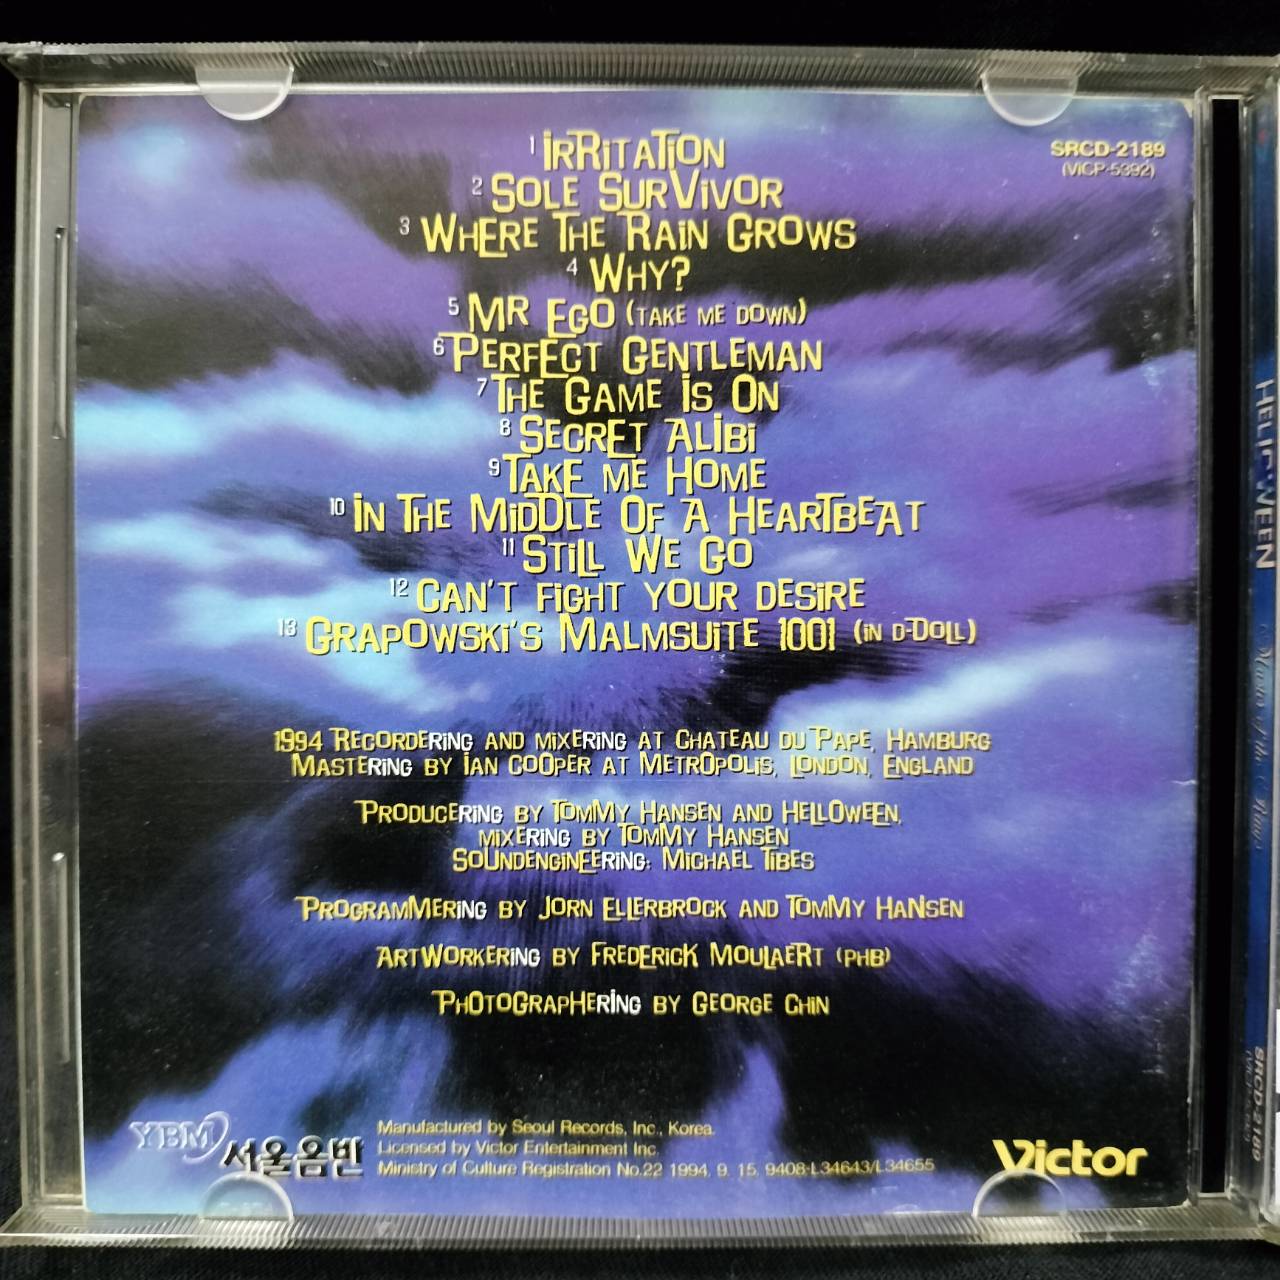 1 IRRITATION
2 SOLE SURVIVOR
3 WHERE THE RAIN GROWS
4 WHY?
5 MR EGO (TAKE ME DOWN)
6 PERFECT GENTLEMAN
7 THE GAME IS ON
8 SECRET ALIBI
9 TAKE ME HOME
10 IN THE MIDDLE OF A HEARTBEAT
11 STILL WE GO
12 CAN'T FIGHT YOUR DESIRE
13 GRAPOWSKI'S MALMSUITE 1001 (IN D-DOLL)
SRCD-2189
(VICP-5392)
1994 RECORDERING AND MIXERING AT CHATEAU DU PAPE, HAMBURG
MASTERING BY IAN COOPER AT METROPOLIS, LONDON, ENGLAND
PRODUCERING BY TOMMY HANSEN AND HELLOWEEN,
MIXERING BY TOMMY HANSEN
SOUNDENGINEERING: MICHAEL TIBES
PROGRAMMERING BY JORN ELLERBROCK AND TOMMY HANSEN
ARTWORKERING BY FREDERICK MOULAERT (PHB)
PHOTOGRAPHERING BY GEORGE CHIN
YBM 서울음반
Manufactured by Seoul Records, Inc., Korea.
Licensed by Victor Entertainment Inc.
Ministry of Culture Registration No.22 1994. 9. 15. 9408-L34643/L34655
Victor
HELLOWEEN
Master of the Rings
SRCD-2189